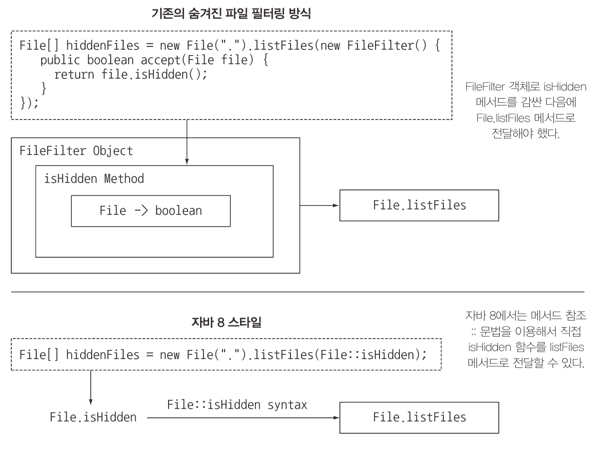 기존의 숨겨진 파일 필터링 방식
File[] hiddenFiles = new File(".").listFiles(new FileFilter() {
public boolean accept(File file) {
return file.isHidden();
}
});
FileFilter 객체로 isHidden
메서드를 감싼 다음에
File.listFiles 메서드로
전달해야 했다.
FileFilter Object
isHidden Method
File -> boolean
File.listFiles
자바 8 스타일
File[] hiddenFiles = new File(".").listFiles(File::isHidden);
자바 8에서는 메서드 참조
:: 문법을 이용해서 직접
isHidden 함수를 listFiles
메서드로 전달할 수 있다.
File.isHidden
File::isHidden syntax
File.listFiles